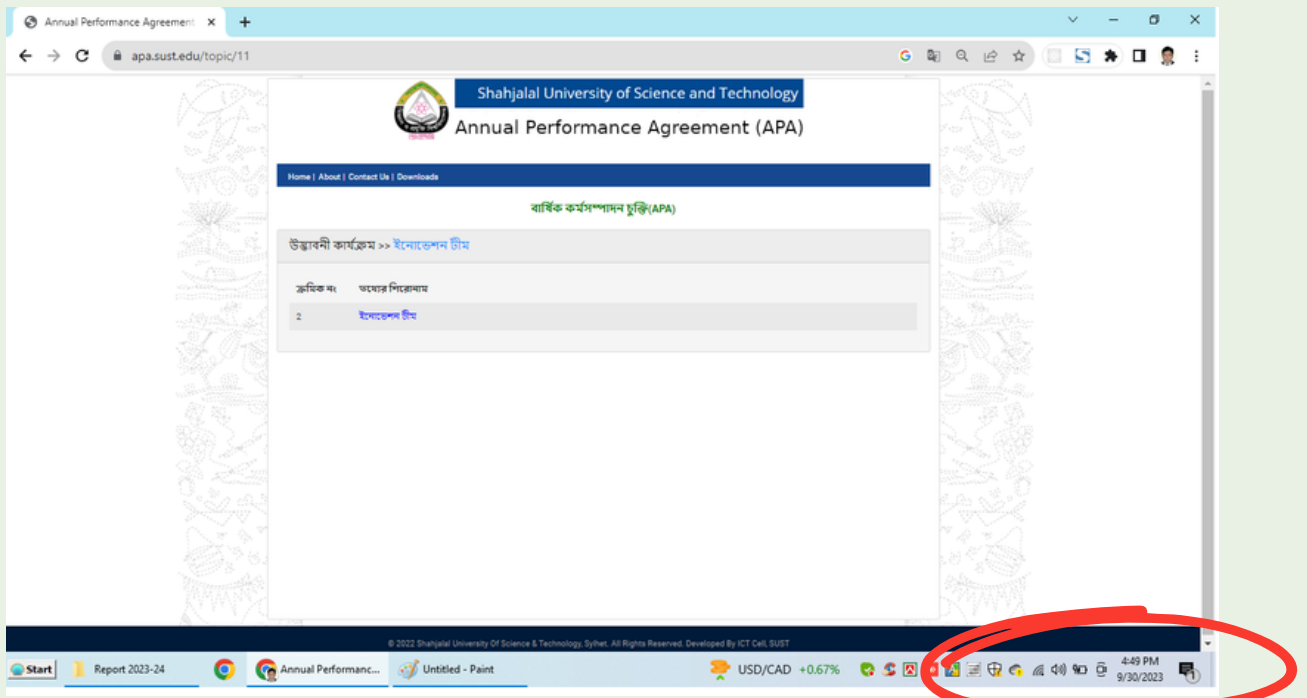 Annual Performance Agreement
apa.sust.edu/topic/11
Shahjalal University of Science and Technology
Annual Performance Agreement (APA)
Home | About | Contact Us | Downloads
বার্ষিক কর্মসম্পাদন চুক্তি(APA)
উদ্ভাবনী কার্যক্রম >> ইনোভেশন টীম
ক্রমিক নং তথ্যের শিরোনাম
2 ইনোভেশন টীম
© 2022 Shahjalal University Of Science & Technology, Sylhet. All Rights Reserved. Developed By ICT Cell, SUST
Start Report 2023-24 Annual Performanc... Untitled - Paint USD/CAD +0.67% 4:49 PM
9/30/2023